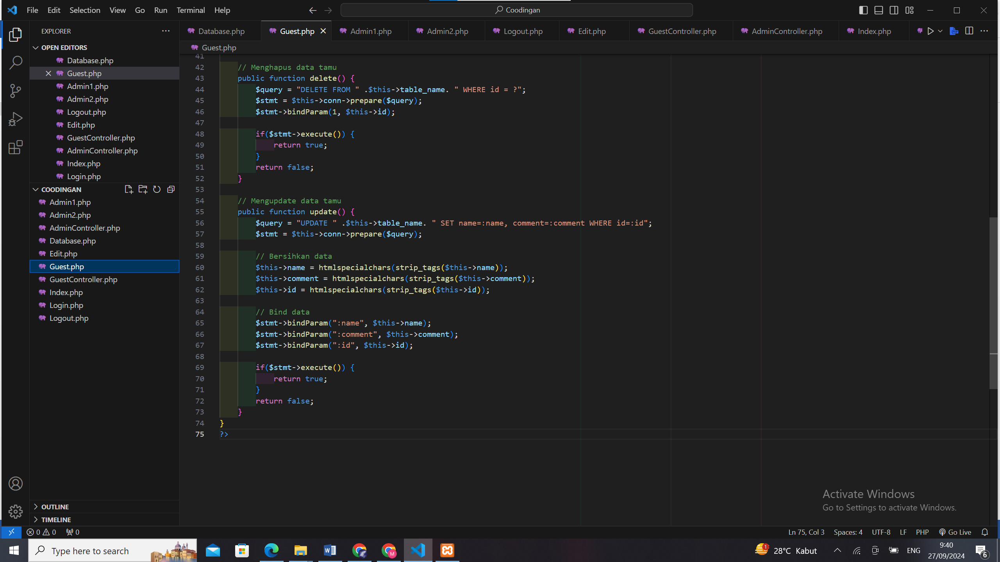 File Edit Selection View Go Run Terminal Help
Coodingan
EXPLORER
OPEN EDITORS
Database.php
Guest.php
Admin1.php
Admin2.php
Logout.php
Edit.php
GuestController.php
AdminController.php
Index.php
Login.php
COODINGAN
Admin1.php
Admin2.php
AdminController.php
Database.php
Edit.php
Guest.php
GuestController.php
Index.php
Login.php
Logout.php
OUTLINE
TIMELINE
Database.php Guest.php Admin1.php Admin2.php Logout.php Edit.php GuestController.php AdminController.php Index.php
Guest.php
41
42 // Menghapus data tamu
43 public function delete() {
44 $query = "DELETE FROM " .$this->table_name. " WHERE id = ?";
45 $stmt = $this->conn->prepare($query);
46 $stmt->bindParam(1, $this->id);
47
48 if($stmt->execute()) {
49 return true;
50 }
51 return false;
52 }
53
54 // Mengupdate data tamu
55 public function update() {
56 $query = "UPDATE " .$this->table_name. " SET name=:name, comment=:comment WHERE id=:id";
57 $stmt = $this->conn->prepare($query);
58
59 // Bersihkan data
60 $this->name = htmlspecialchars(strip_tags($this->name));
61 $this->comment = htmlspecialchars(strip_tags($this->comment));
62 $this->id = htmlspecialchars(strip_tags($this->id));
63
64 // Bind data
65 $stmt->bindParam(":name", $this->name);
66 $stmt->bindParam(":comment", $this->comment);
67 $stmt->bindParam(":id", $this->id);
68
69 if($stmt->execute()) {
70 return true;
71 }
72 return false;
73 }
74 }
75 ?>
Activate Windows
Go to Settings to activate Windows.
0 0 0 Ln 75, Col 3 Spaces: 4 UTF-8 LF PHP Go Live
Type here to search
1 28°C Kabut ENG
9:40
27/09/2024
6